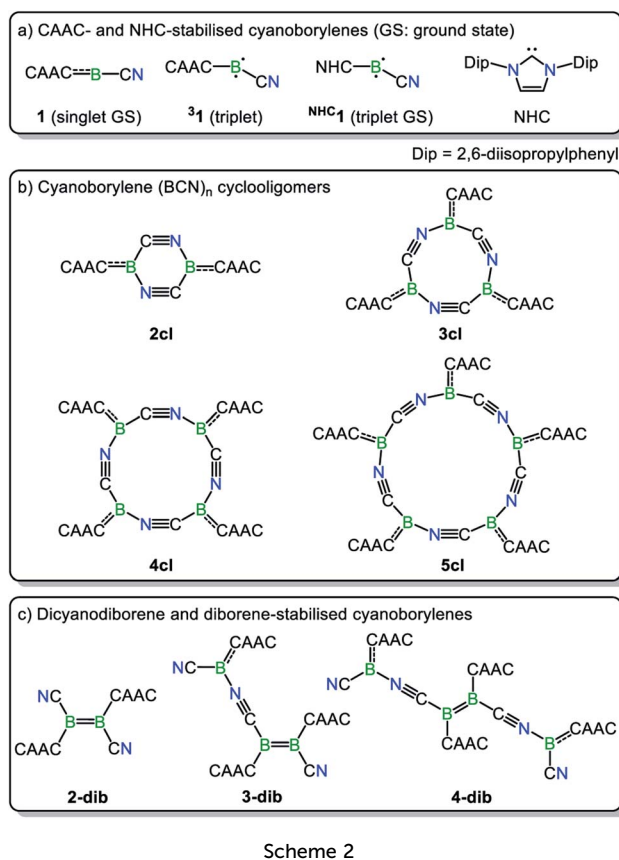 a) CAAC- and NHC-stabilised cyanoborylenes (GS: ground state)
CAAC B CN
CAAC B CN
NHC B CN
Dip N N Dip
1 (singlet GS) ³1 (triplet) ᴺᴴᶜ1 (triplet GS) NHC
Dip = 2,6-diisopropylphenyl
b) Cyanoborylene (BCN)n cyclooligomers
C N
CAAC B B CAAC
N C
2cl
CAAC
B
N C
C N
B B
CAAC N C CAAC
3cl
CAAC C N CAAC
B B
N C
C N
B B
CAAC N C CAAC
4cl
CAAC
B
N C
C N
CAAC B B CAAC
N C
C N
B B
CAAC N C CAAC
5cl
c) Dicyanodiborene and diborene-stabilised cyanoborylenes
NC CAAC
B B
CAAC CN
2-dib
CAAC
NC B
N
C CAAC
B B
CAAC CN
3-dib
CAAC
B CAAC
NC N C B
B C N CAAC
CAAC B
CN
4-dib
Scheme 2